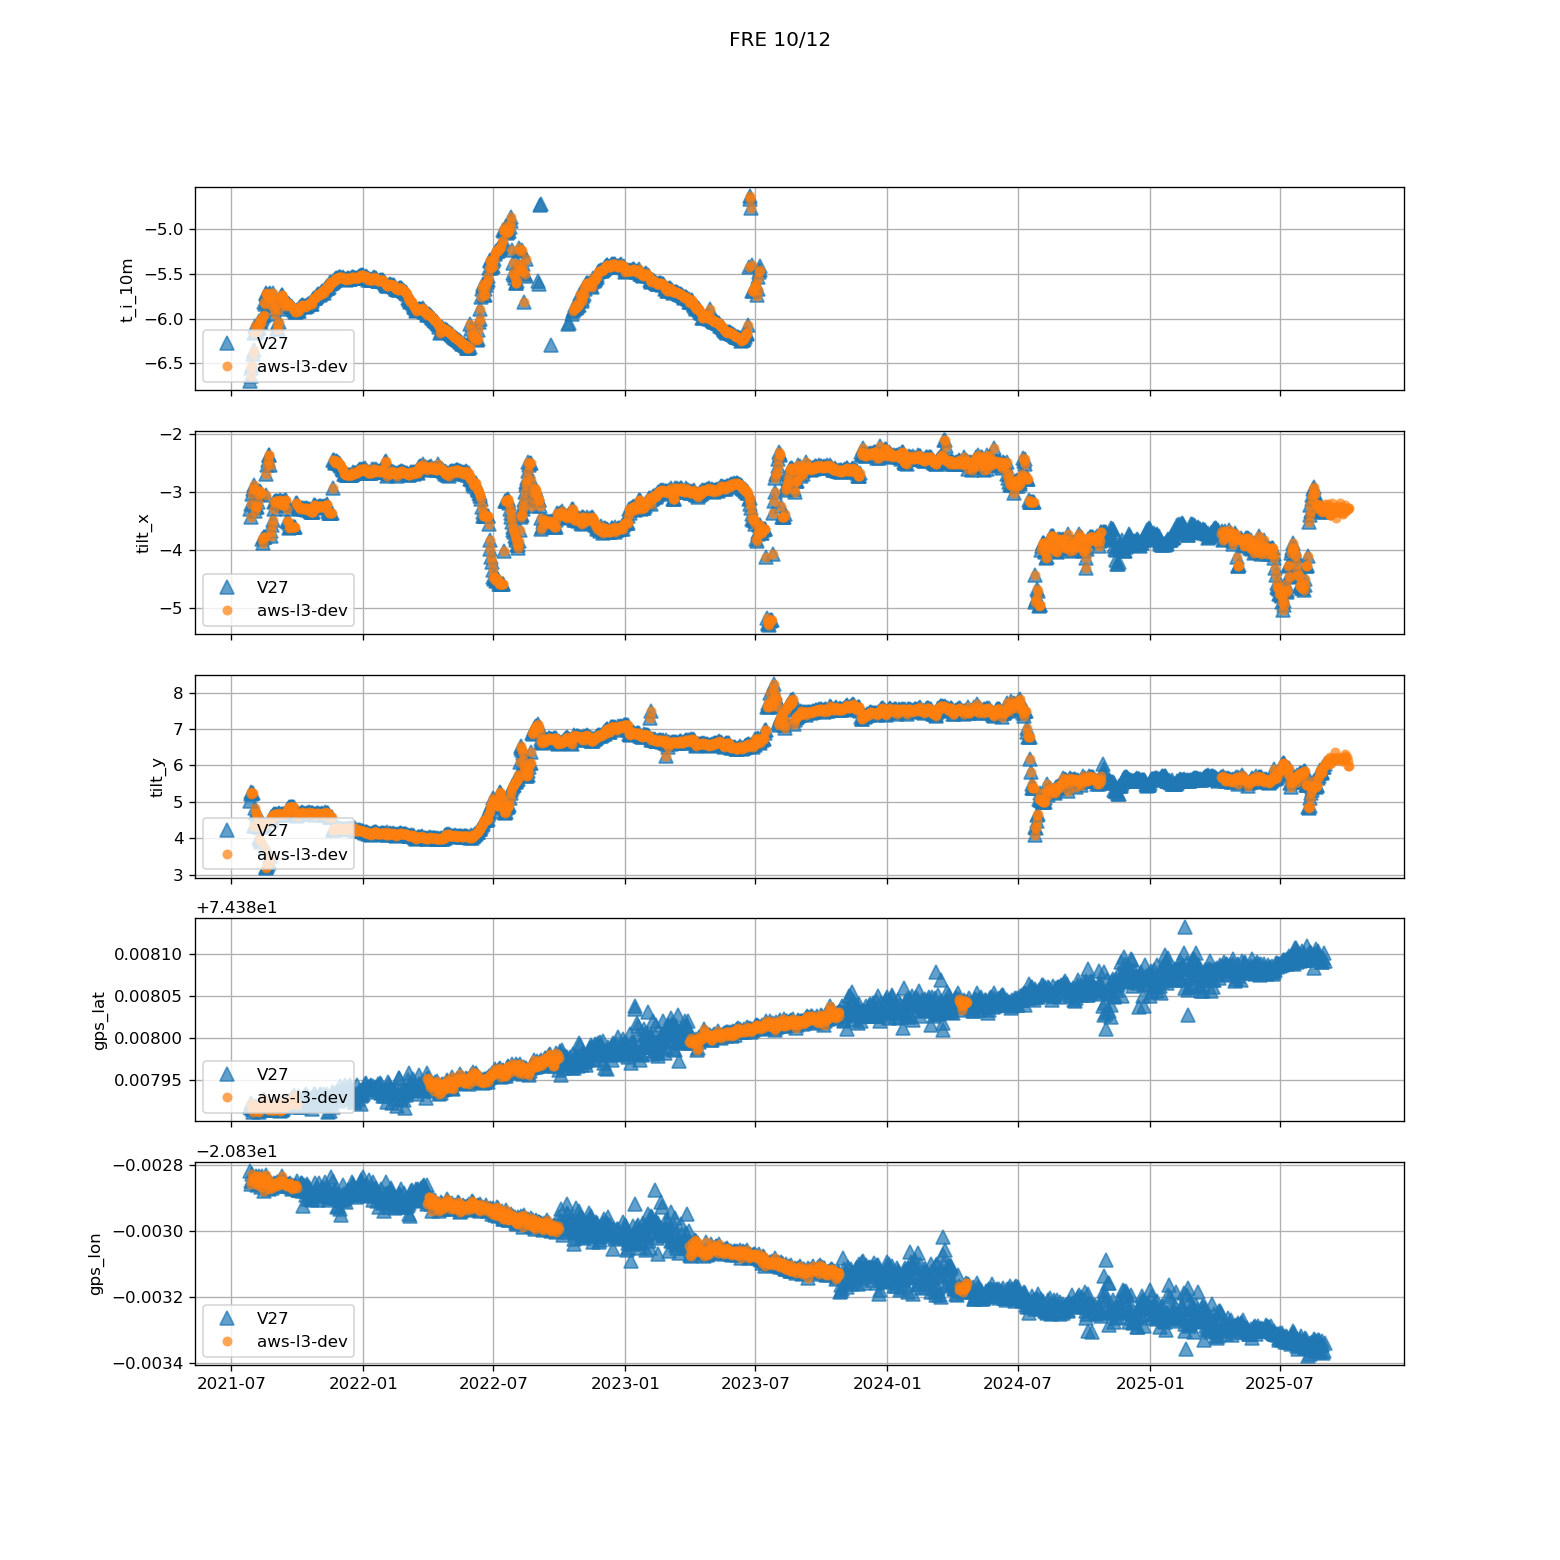 FRE 10/12
t_i_10m
−5.0
−5.5
−6.0
−6.5
V27
aws-l3-dev
tilt_x
−2
−3
−4
−5
V27
aws-l3-dev
tilt_y
8
7
6
5
4
3
V27
aws-l3-dev
+7.438e1
gps_lat
0.00810
0.00805
0.00800
0.00795
V27
aws-l3-dev
−2.083e1
gps_lon
−0.0028
−0.0030
−0.0032
−0.0034
V27
aws-l3-dev
2021-07 2022-01 2022-07 2023-01 2023-07 2024-01 2024-07 2025-01 2025-07